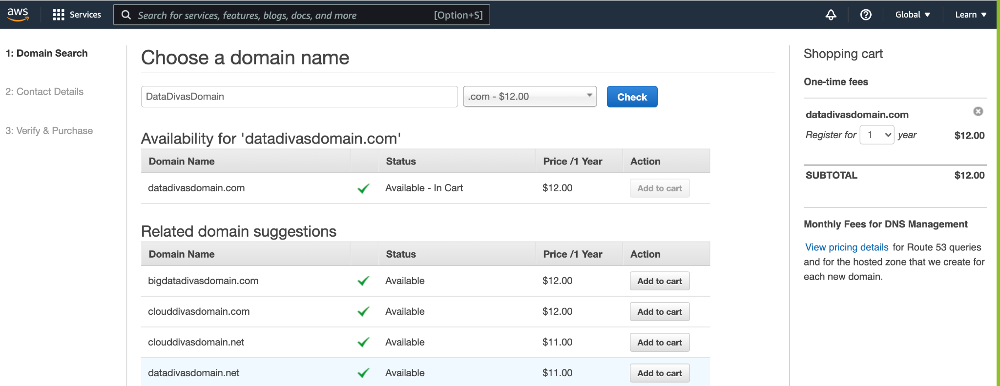 aws Services Search for services, features, blogs, docs, and more [Option+S] Global Learn
1: Domain Search
2: Contact Details
3: Verify & Purchase
Choose a domain name
DataDivasDomain .com - $12.00 Check
Availability for 'datadivasdomain.com'
Domain Name Status Price /1 Year Action
datadivasdomain.com Available - In Cart $12.00 Add to cart
Related domain suggestions
Domain Name Status Price /1 Year Action
bigdatadivasdomain.com Available $12.00 Add to cart
clouddivasdomain.com Available $12.00 Add to cart
clouddivasdomain.net Available $11.00 Add to cart
datadivasdomain.net Available $11.00 Add to cart
Shopping cart
One-time fees
datadivasdomain.com
Register for 1 year $12.00
SUBTOTAL $12.00
Monthly Fees for DNS Management
View pricing details for Route 53 queries
and for the hosted zone that we create for
each new domain.